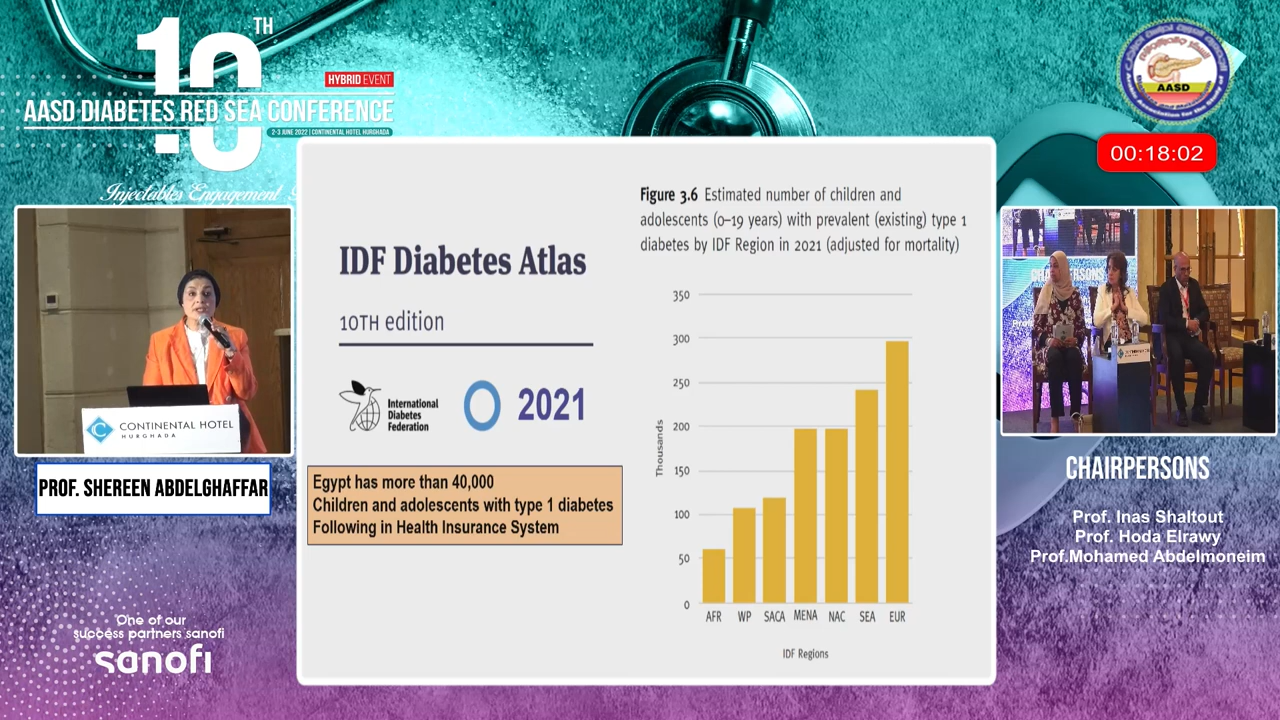 10TH
HYBRID EVENT
AASD DIABETES RED SEA CONFERENCE
2-3 JUNE 2022 | CONTINENTAL HOTEL HURGHADA
Injectables Engagement
AASD
00:18:02
CONTINENTAL HOTEL
HURGHADA
PROF. SHEREEN ABDELGHAFFAR
One of our
success partners sanofi
sanofi
IDF Diabetes Atlas
10TH edition
International
Diabetes
Federation
2021
Egypt has more than 40,000
Children and adolescents with type 1 diabetes
Following in Health Insurance System
Figure 3.6 Estimated number of children and
adolescents (0–19 years) with prevalent (existing) type 1
diabetes by IDF Region in 2021 (adjusted for mortality)
Thousands
350
300
250
200
150
100
50
0
AFR WP SACA MENA NAC SEA EUR
IDF Regions
CHAIRPERSONS
CHAIRPERSONS
Prof. Inas Shaltout
Prof. Hoda Elrawy
Prof.Mohamed Abdelmoneim